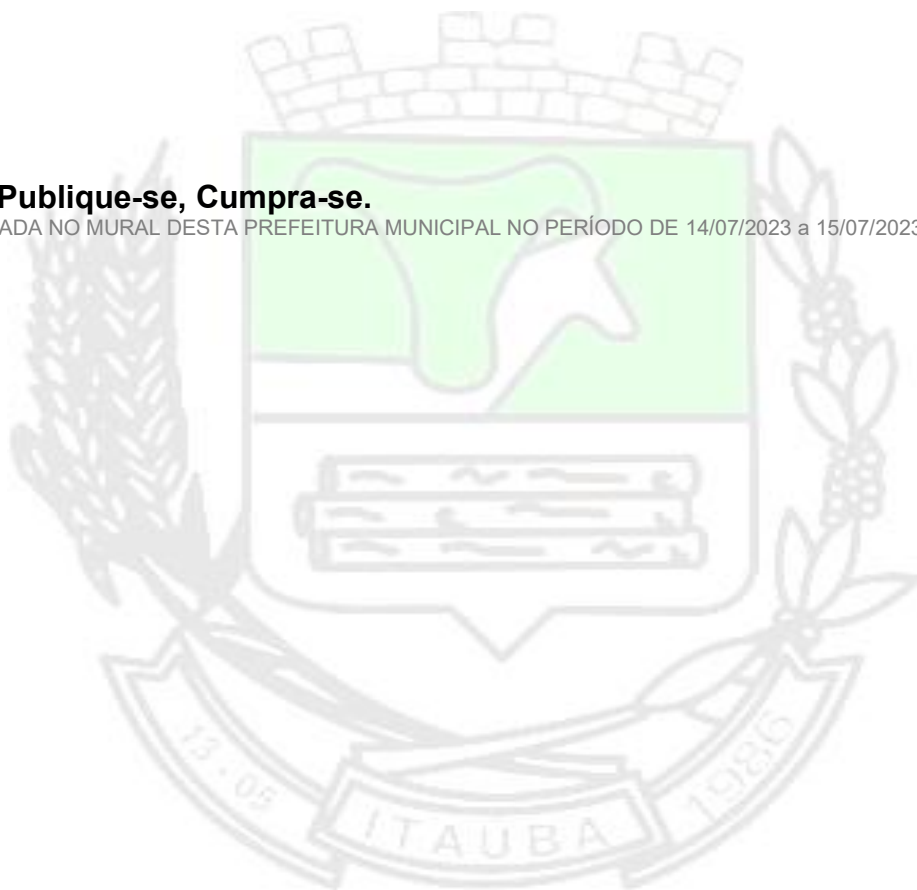 Publique-se, Cumpra-se.
ADA NO MURAL DESTA PREFEITURA MUNICIPAL NO PERÍODO DE 14/07/2023 a 15/07/2023
13 - 05
ITAUBA
1986